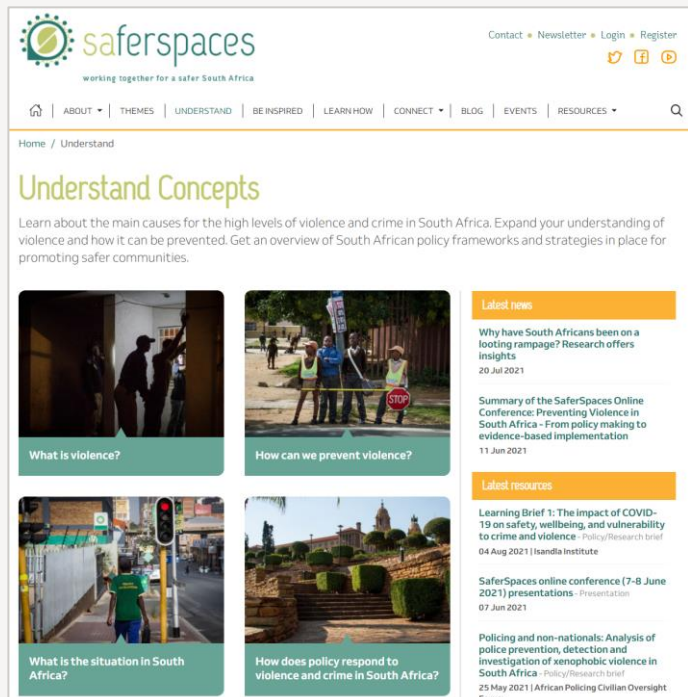 saferspaces
working together for a safer South Africa
Contact • Newsletter • Login • Register
ABOUT | THEMES | UNDERSTAND | BE INSPIRED | LEARN HOW | CONNECT | BLOG | EVENTS | RESOURCES
Home / Understand
Understand Concepts
Learn about the main causes for the high levels of violence and crime in South Africa. Expand your understanding of
violence and how it can be prevented. Get an overview of South African policy frameworks and strategies in place for
promoting safer communities.
What is violence?
STOP
How can we prevent violence?
What is the situation in South
Africa?
How does policy respond to
violence and crime in South Africa?
Latest news
Why have South Africans been on a
looting rampage? Research offers
insights
20 Jul 2021
Summary of the SaferSpaces Online
Conference: Preventing Violence in
South Africa - From policy making to
evidence-based implementation
11 Jun 2021
Latest resources
Learning Brief 1: The impact of COVID-
19 on safety, wellbeing, and vulnerability
to crime and violence - Policy/Research brief
04 Aug 2021 | Isandla Institute
SaferSpaces online conference (7-8 June
2021) presentations - Presentation
07 Jun 2021
Policing and non-nationals: Analysis of
police prevention, detection and
investigation of xenophobic violence in
South Africa - Policy/Research brief
25 May 2021 | African Policing Civilian Oversight